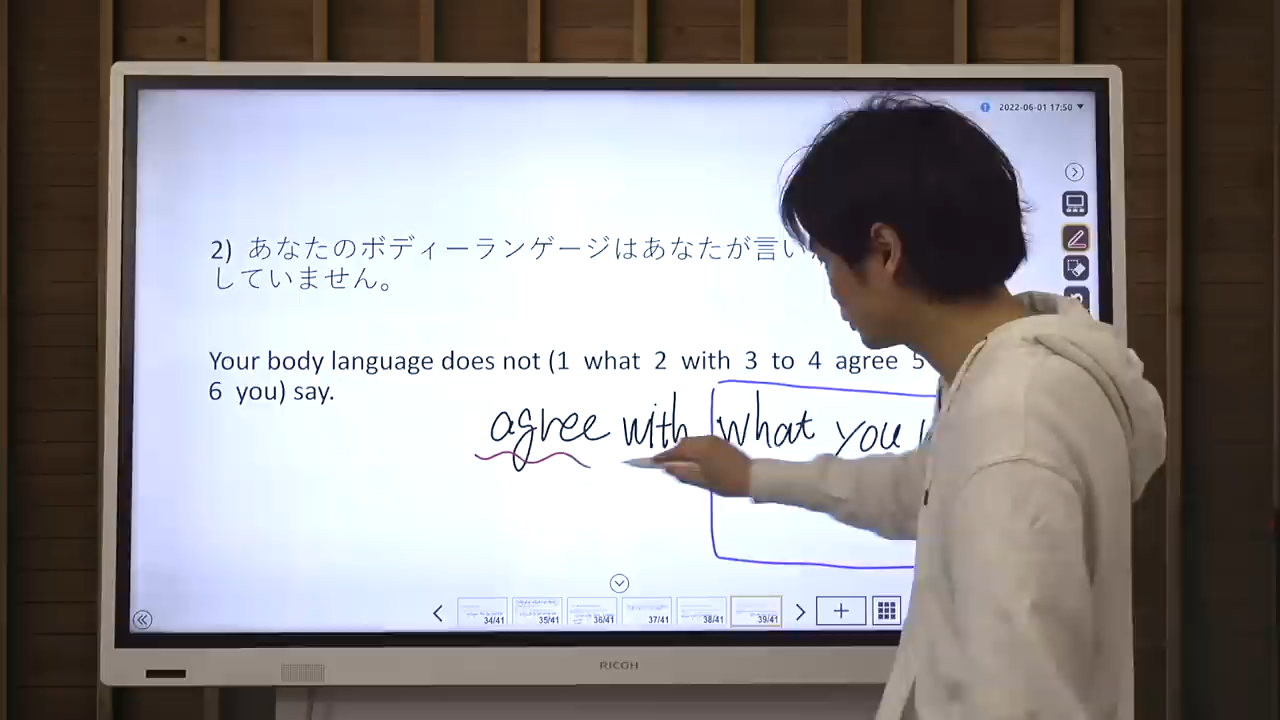 2022-06-01 17:50
2) あなたのボディーランゲージはあなたが言い
していません。
Your body language does not (1 what 2 with 3 to 4 agree 5
6 you) say.
agree with what you
34/41 35/41 36/41 37/41 38/41 39/41
RICOH